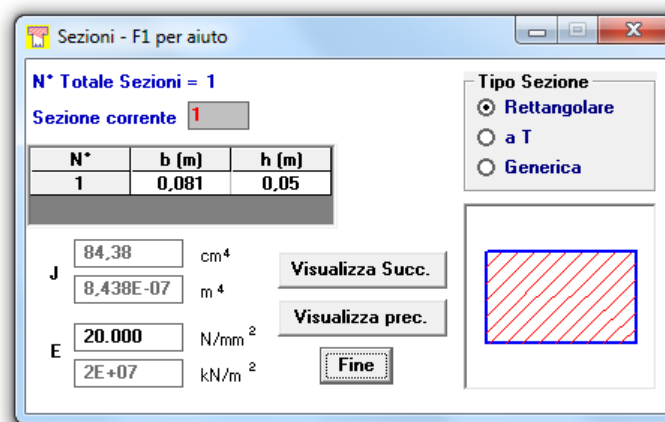 Sezioni - F1 per aiuto
N° Totale Sezioni = 1
Sezione corrente 1
N° b (m) h (m)
1 0,081 0,05
J 84,38 cm⁴
8,438E-07 m⁴
E 20.000 N/mm²
2E+07 kN/m²
Visualizza Succ.
Visualizza prec.
Fine
Tipo Sezione
Rettangolare
a T
Generica